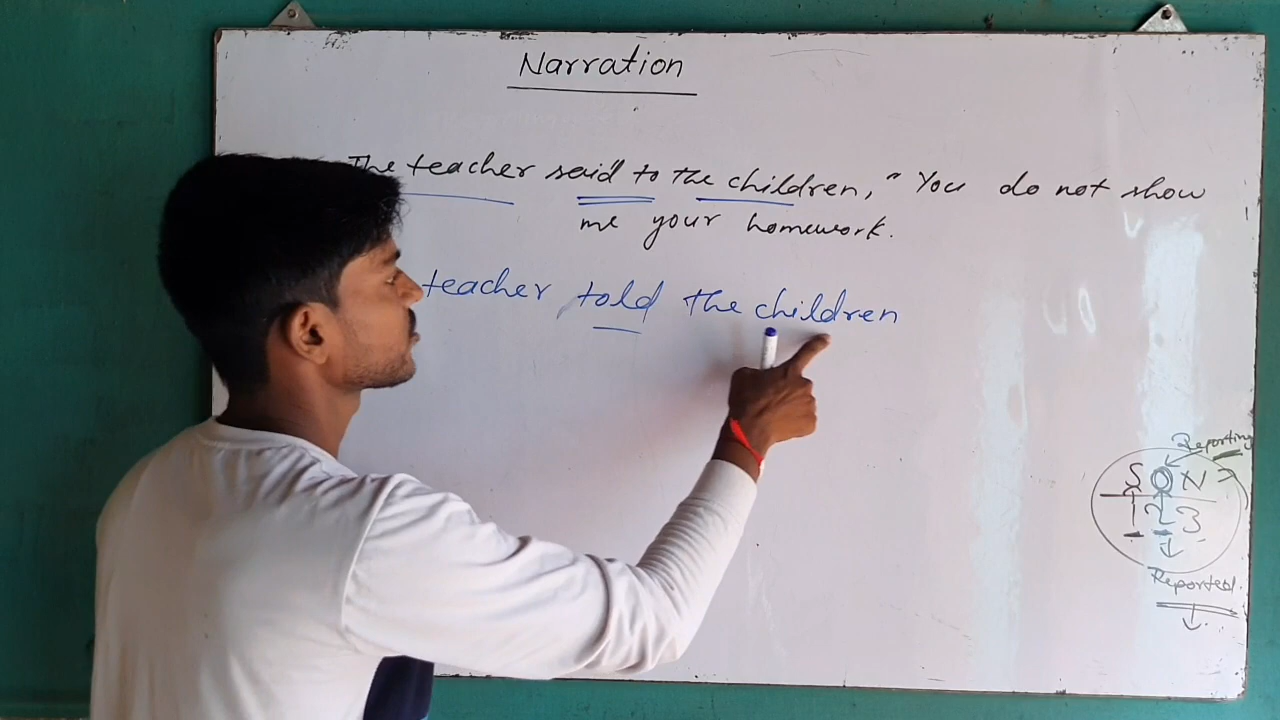 Narration
The teacher said to the children, " You do not show
me your homework.
teacher told the children
Reporting
S O N
1 2 3
Reported